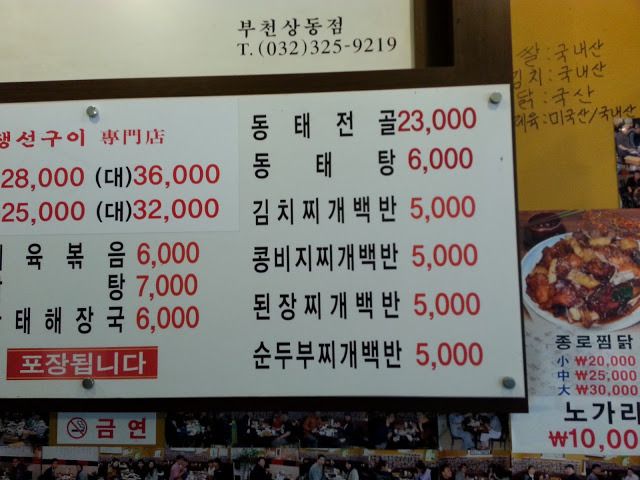 부천상동점
T. (032)325-9219
쌀:국내산
김치:국내산
닭:국산
제육:미국산/국내산
생선구이 專門店
28,000 (대)36,000
25,000 (대)32,000
육볶음 6,000
탕 7,000
태해장국 6,000
포장됩니다
동태전골 23,000
동태탕 6,000
김치찌개백반 5,000
콩비지찌개백반 5,000
된장찌개백반 5,000
순두부찌개백반 5,000
금연
종로찜닭
小 ₩20,000
中 ₩25,000
大 ₩30,000
노가리
₩10,00